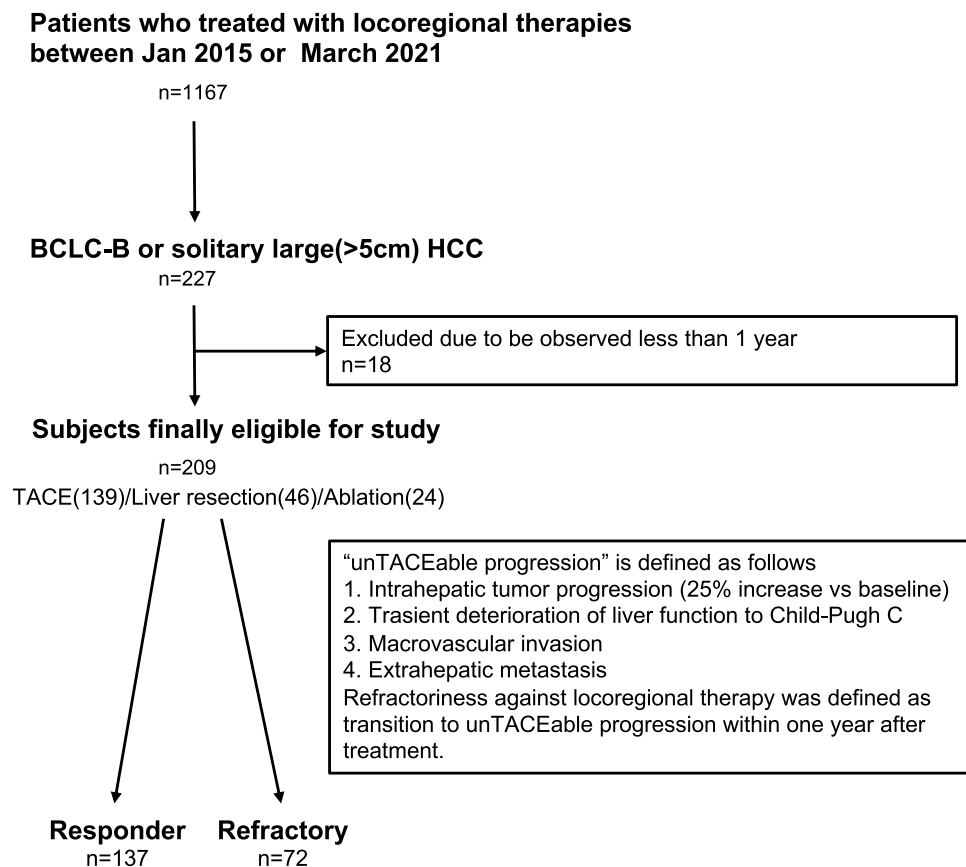 Patients who treated with locoregional therapies
between Jan 2015 or March 2021
n=1167
BCLC-B or solitary large(>5cm) HCC
n=227
Excluded due to be observed less than 1 year
n=18
Subjects finally eligible for study
n=209
TACE(139)/Liver resection(46)/Ablation(24)
“unTACEable progression” is defined as follows
1. Intrahepatic tumor progression (25% increase vs baseline)
2. Trasient deterioration of liver function to Child-Pugh C
3. Macrovascular invasion
4. Extrahepatic metastasis
Refractoriness against locoregional therapy was defined as
transition to unTACEable progression within one year after
treatment.
Responder
n=137
Refractory
n=72